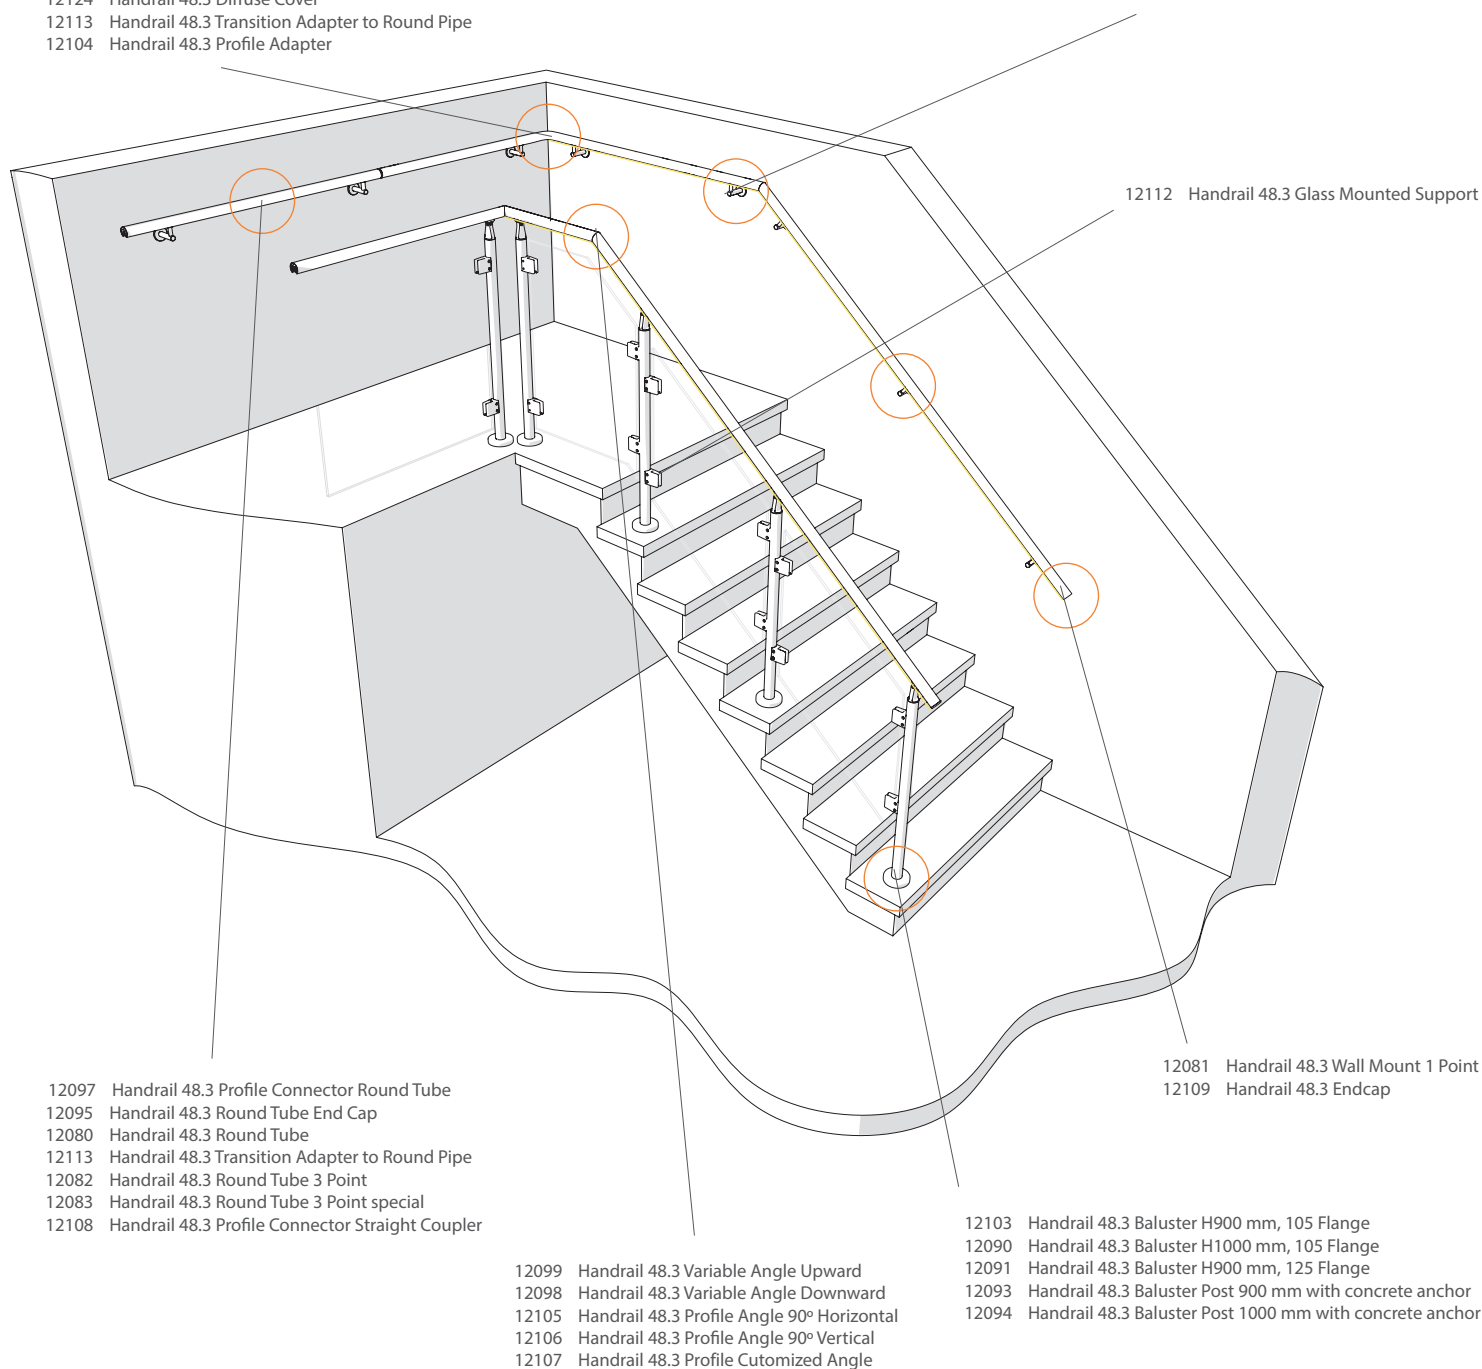 12124 Handrail 48.3 Diffuse Cover
12113 Handrail 48.3 Transition Adapter to Round Pipe
12104 Handrail 48.3 Profile Adapter
12112 Handrail 48.3 Glass Mounted Support
12081 Handrail 48.3 Wall Mount 1 Point
12109 Handrail 48.3 Endcap
12097 Handrail 48.3 Profile Connector Round Tube
12095 Handrail 48.3 Round Tube End Cap
12080 Handrail 48.3 Round Tube
12113 Handrail 48.3 Transition Adapter to Round Pipe
12082 Handrail 48.3 Round Tube 3 Point
12083 Handrail 48.3 Round Tube 3 Point special
12108 Handrail 48.3 Profile Connector Straight Coupler
12103 Handrail 48.3 Baluster H900 mm, 105 Flange
12090 Handrail 48.3 Baluster H1000 mm, 105 Flange
12091 Handrail 48.3 Baluster H900 mm, 125 Flange
12093 Handrail 48.3 Baluster Post 900 mm with concrete anchor
12094 Handrail 48.3 Baluster Post 1000 mm with concrete anchor
12099 Handrail 48.3 Variable Angle Upward
12098 Handrail 48.3 Variable Angle Downward
12105 Handrail 48.3 Profile Angle 90º Horizontal
12106 Handrail 48.3 Profile Angle 90º Vertical
12107 Handrail 48.3 Profile Cutomized Angle